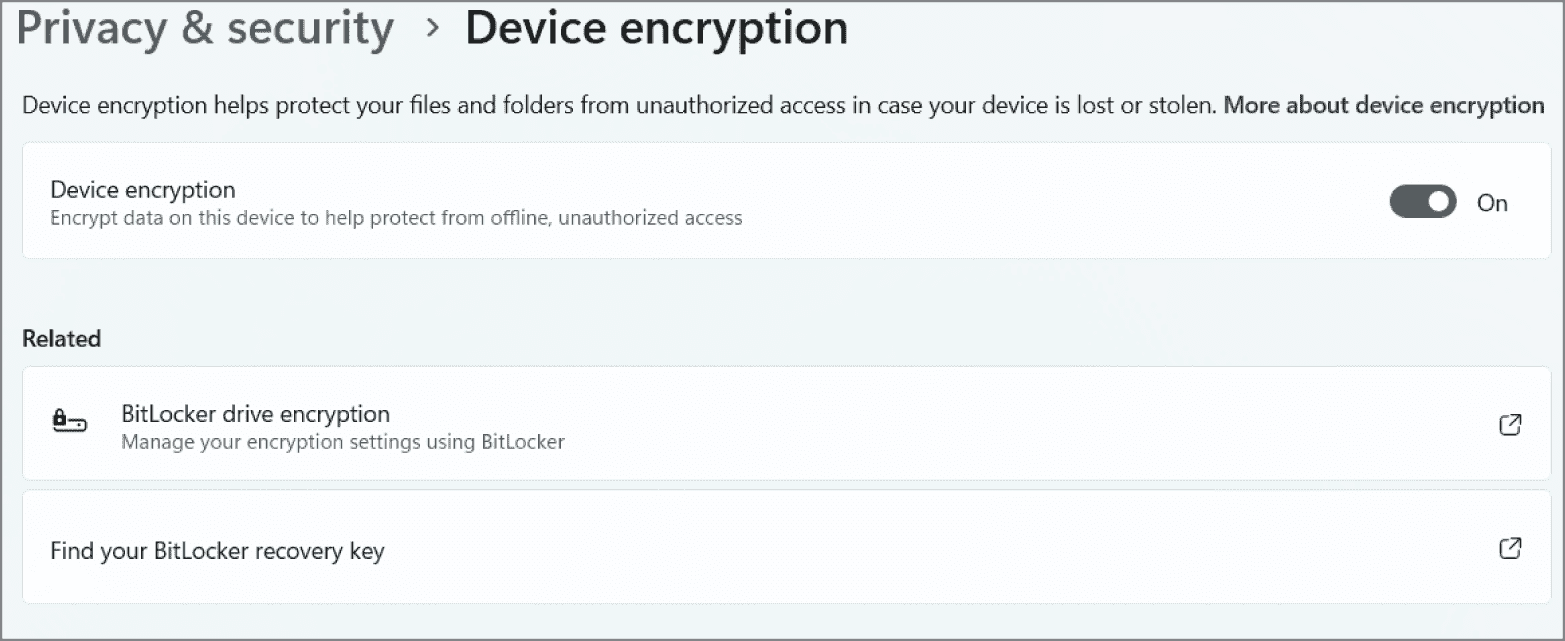 Privacy & security > Device encryption
Device encryption helps protect your files and folders from unauthorized access in case your device is lost or stolen. More about device encryption
Device encryption
On
Encrypt data on this device to help protect from offline, unauthorized access
Related
BitLocker drive encryption
Manage your encryption settings using BitLocker
Find your BitLocker recovery key